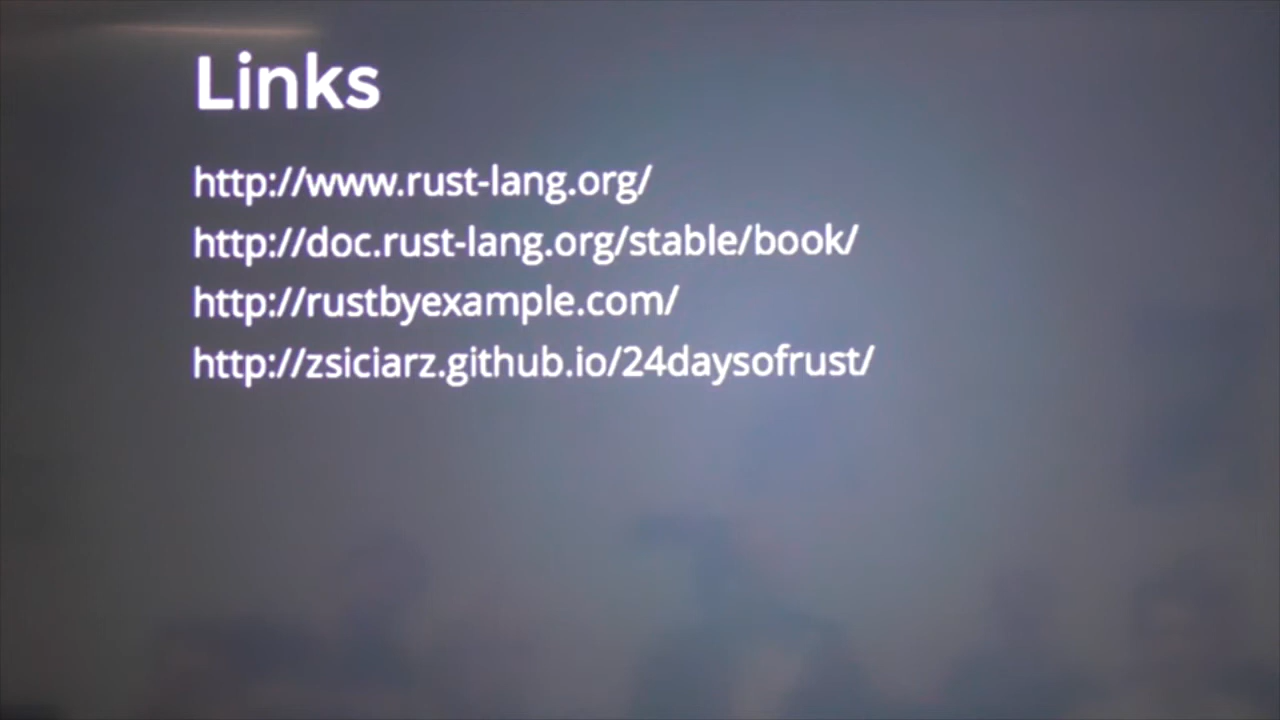 Links
http://www.rust-lang.org/
http://doc.rust-lang.org/stable/book/
http://rustbyexample.com/
http://zsiciarz.github.io/24daysofrust/